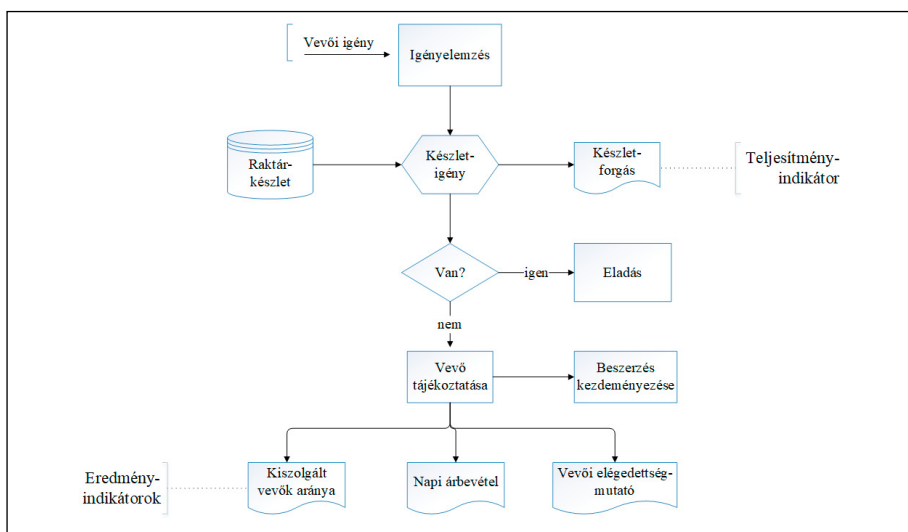 Vevői igény
Igényelemzés
Raktár-
készlet
Készlet-
igény
Készlet-
forgás
Teljesítmény-
indikátor
Van?
igen
Eladás
nem
Vevő
tájékoztatása
Beszerzés
kezdeményezése
Eredmény-
indikátorok
Kiszolgált
vevők aránya
Napi árbevétel
Vevői elégedettség-
mutató